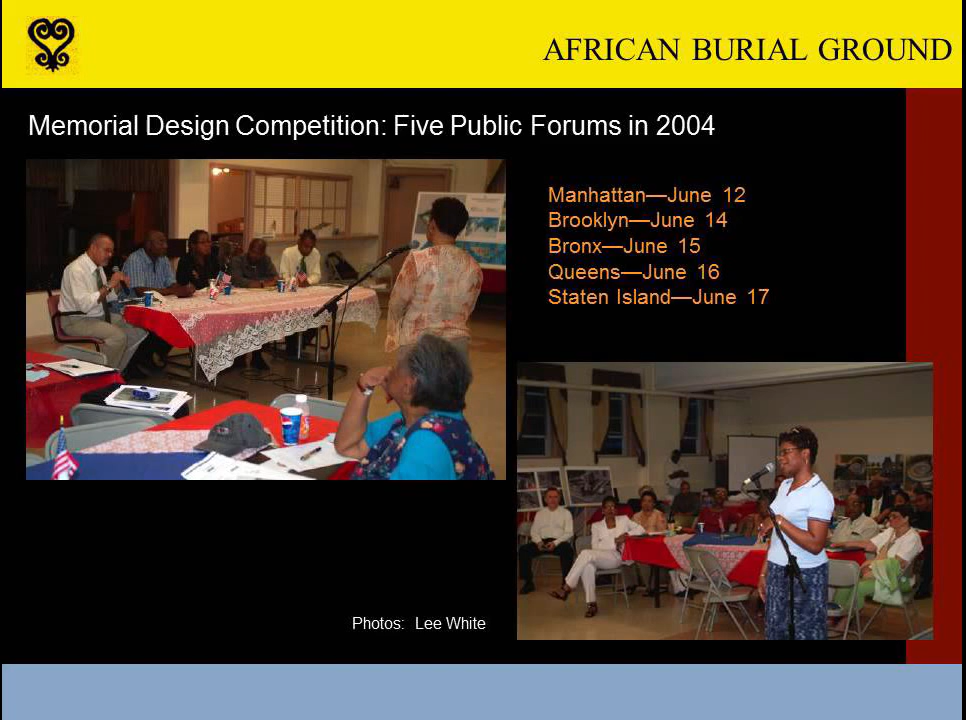 AFRICAN BURIAL GROUND
Memorial Design Competition: Five Public Forums in 2004
Manhattan—June 12
Brooklyn—June 14
Bronx—June 15
Queens—June 16
Staten Island—June 17
Photos: Lee White